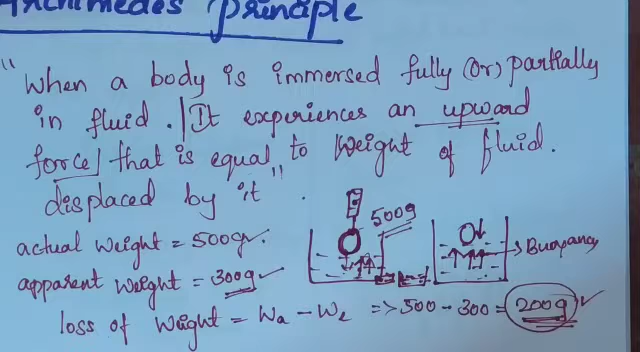 Archimedes principle
"When a body is immersed fully (Or) partially
in fluid. It experiences an upward
force that is equal to weight of fluid.
displaced by it".
500g
actual weight = 500gr.
→ Buoyancy
apparent weight = 300g
loss of weight = Wa - We => 500 - 300 = 200g